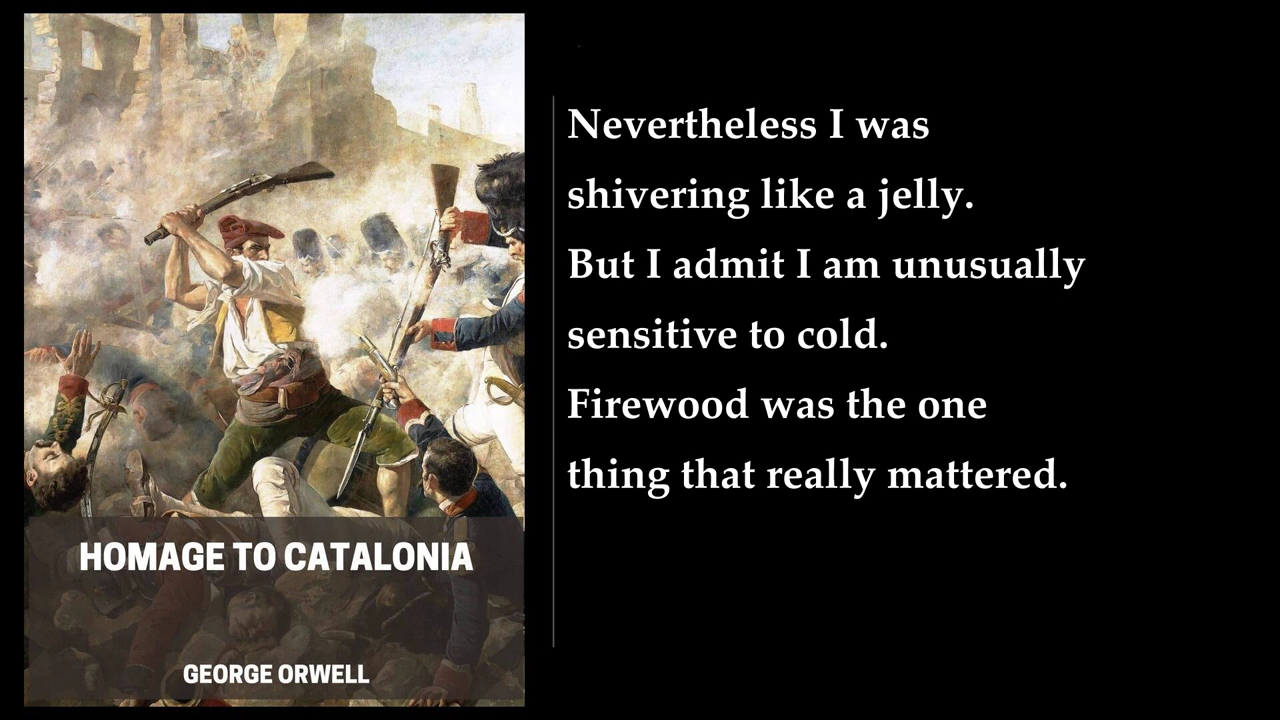 HOMAGE TO CATALONIA
GEORGE ORWELL
Nevertheless I was
shivering like a jelly.
But I admit I am unusually
sensitive to cold.
Firewood was the one
thing that really mattered.